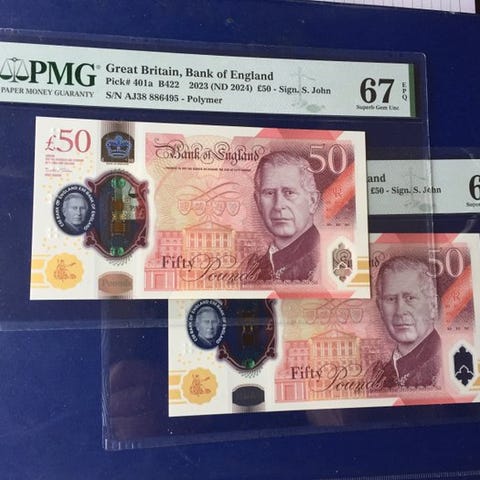 PMG
PAPER MONEY GUARANTY
Great Britain, Bank of England
Pick# 401a B422 2023 (ND 2024) £50 - Sign. S. John
S/N AJ38 886495 - Polymer
67 EPQ
Superb Gem Unc
£50
Bank of England
50
Fifty
Pounds
£50 - Sign. S. John
6
50
Fifty
Pounds